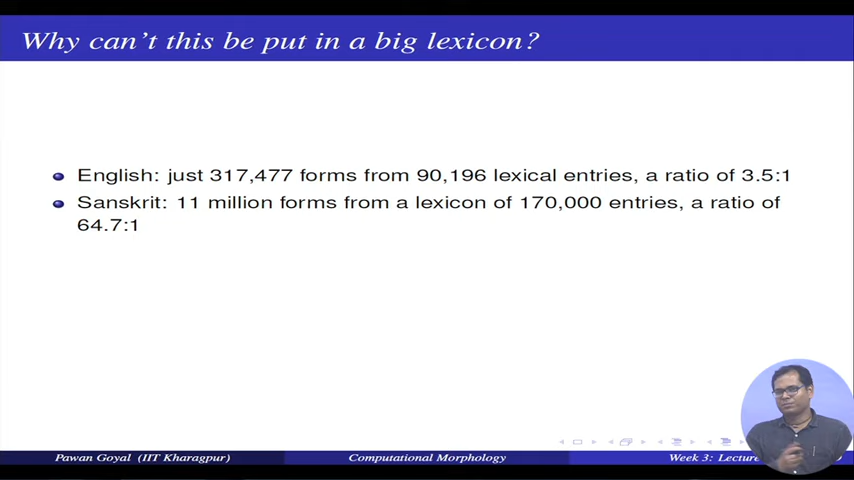 Why can't this be put in a big lexicon?
English: just 317,477 forms from 90,196 lexical entries, a ratio of 3.5:1
Sanskrit: 11 million forms from a lexicon of 170,000 entries, a ratio of
64.7:1
Pawan Goyal (IIT Kharagpur) Computational Morphology Week 3: Lecture